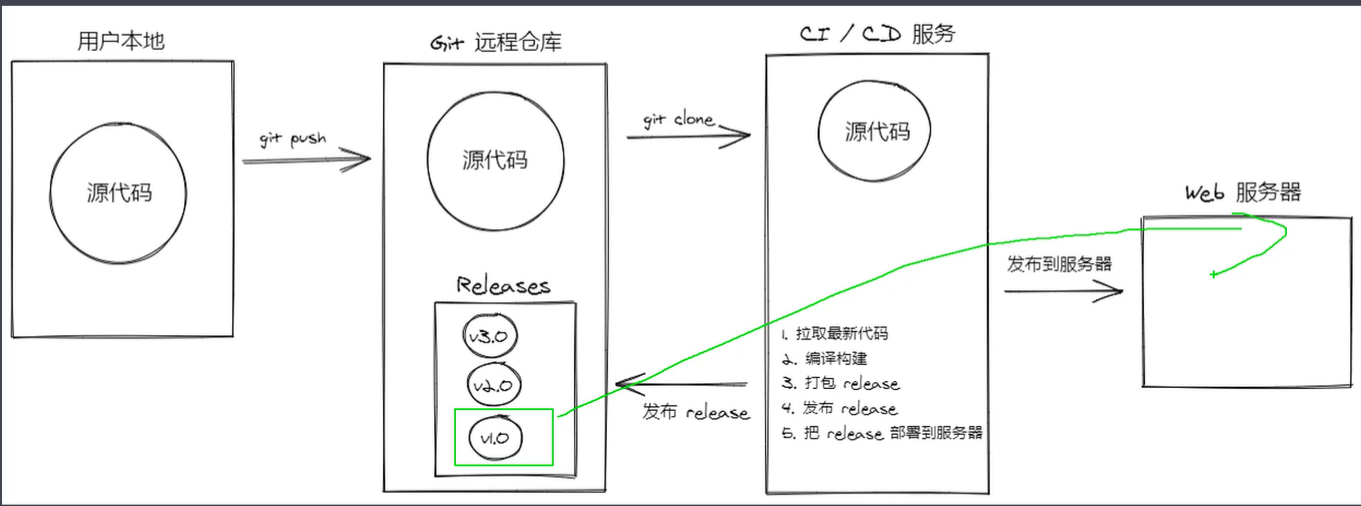 用户本地
源代码
git push
Git 远程仓库
源代码
Releases
v3.0
v2.0
v1.0
git clone
发布 release
CI / CD 服务
源代码
1. 拉取最新代码
2. 编译构建
3. 打包 release
4. 发布 release
5. 把 release 部署到服务器
发布到服务器
Web 服务器